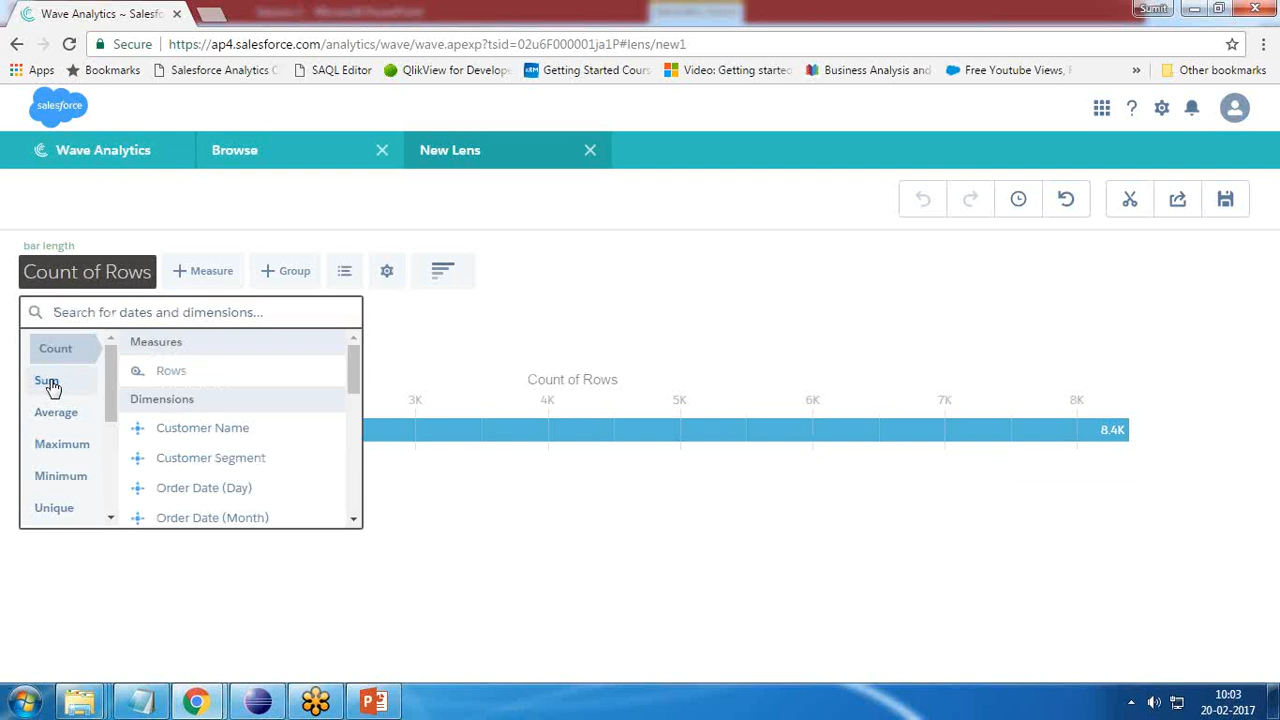 Sumit
Wave Analytics ~ Salesfo
Secure
https://ap4.salesforce.com/analytics/wave/wave.apexp?tsid=02u6F000001ja1P#lens/new1
Apps
Bookmarks
Salesforce Analytics C
SAQL Editor
QlikView for Develope
Getting Started Cours
Video: Getting started
Business Analysis and
Free Youtube Views, F
»
Other bookmarks
salesforce
Wave Analytics
Browse
New Lens
bar length
Count of Rows
+ Measure
+ Group
Search for dates and dimensions...
Count
Sum
Average
Maximum
Minimum
Unique
Measures
Rows
Dimensions
Customer Name
Customer Segment
Order Date (Day)
Order Date (Month)
Count of Rows
3K 4K 5K 6K 7K 8K
8.4K
10:03
20-02-2017